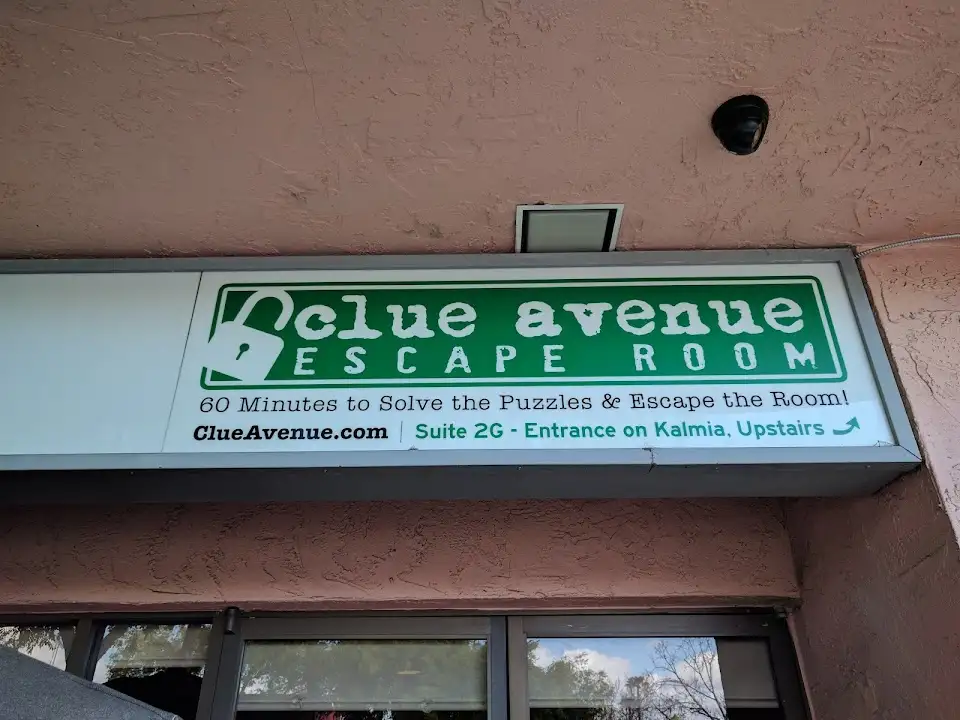 clue avenue
ESCAPE ROOM
60 Minutes to Solve the Puzzles & Escape the Room!
ClueAvenue.com | Suite 2G - Entrance on Kalmia, Upstairs